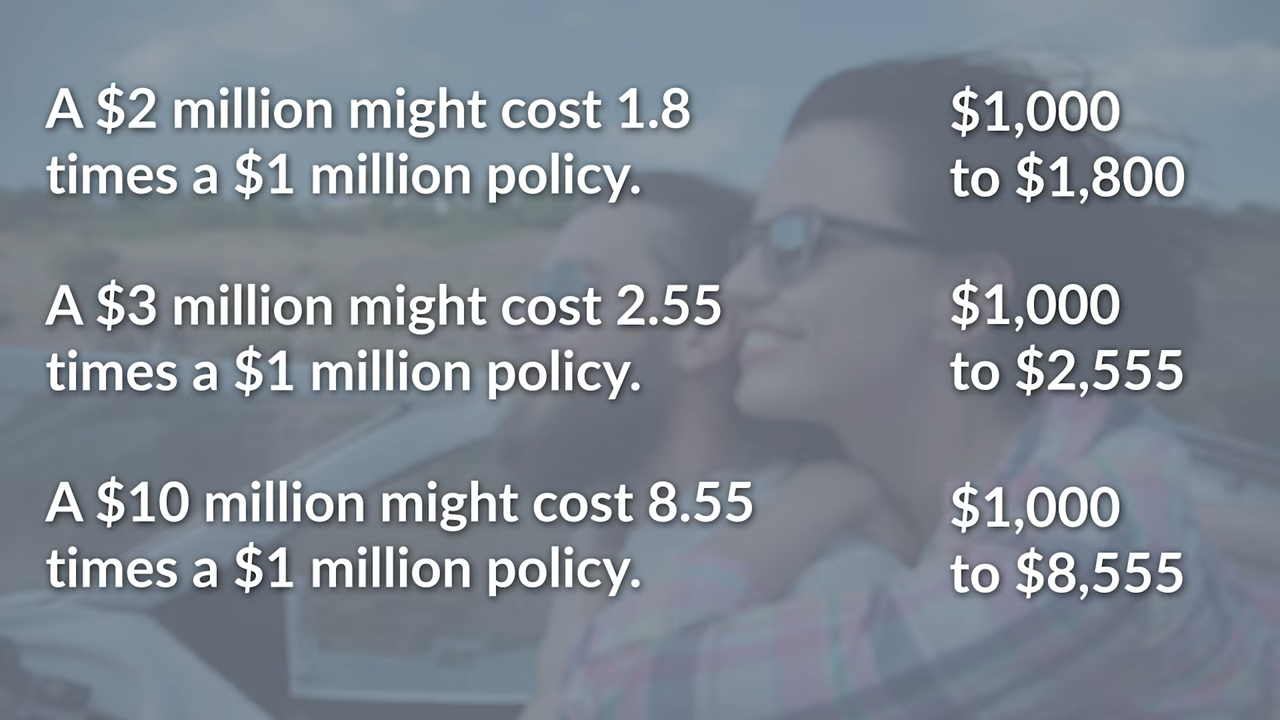 A $2 million might cost 1.8
times a $1 million policy.
$1,000
to $1,800
A $3 million might cost 2.55
times a $1 million policy.
$1,000
to $2,555
A $10 million might cost 8.55
times a $1 million policy.
$1,000
to $8,555